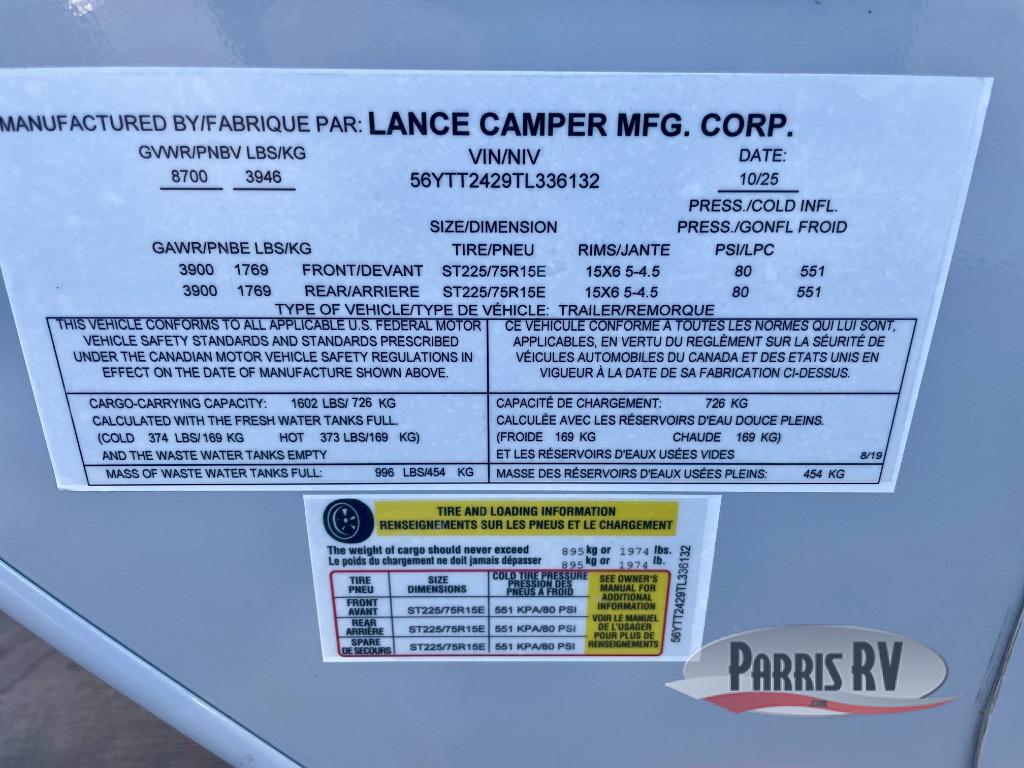 MANUFACTURED BY/FABRIQUE PAR: LANCE CAMPER MFG. CORP.
GVWR/PNBV LBS/KG VIN/NIV DATE:
8700 3946 56YTT2429TL336132 10/25
PRESS./COLD INFL.
SIZE/DIMENSION PRESS./GONFL FROID
GAWR/PNBE LBS/KG TIRE/PNEU RIMS/JANTE PSI/LPC
3900 1769 FRONT/DEVANT ST225/75R15E 15X6 5-4.5 80 551
3900 1769 REAR/ARRIERE ST225/75R15E 15X6 5-4.5 80 551
TYPE OF VEHICLE/TYPE DE VÉHICLE: TRAILER/REMORQUE
THIS VEHICLE CONFORMS TO ALL APPLICABLE U.S. FEDERAL MOTOR
VEHICLE SAFETY STANDARDS AND STANDARDS PRESCRIBED
UNDER THE CANADIAN MOTOR VEHICLE SAFETY REGULATIONS IN
EFFECT ON THE DATE OF MANUFACTURE SHOWN ABOVE.
CE VEHICULE CONFORME À TOUTES LES NORMES QUI LUI SONT,
APPLICABLES, EN VERTU DU REGLEMENT SUR LA SÉURITÉ DE
VÉICULES AUTOMOBILES DU CANADA ET DES ETATS UNIS EN
VIGUEUR À LA DATE DE SA FABRICATION CI-DESSUS.
CARGO-CARRYING CAPACITY: 1602 LBS/ 726 KG
CALCULATED WITH THE FRESH WATER TANKS FULL.
(COLD 374 LBS/169 KG HOT 373 LBS/169 KG)
AND THE WASTE WATER TANKS EMPTY
CAPACITÉ DE CHARGEMENT: 726 KG
CALCULÉE AVEC LES RÉSERVOIRS D'EAU DOUCE PLEINS.
(FROIDE 169 KG CHAUDE 169 KG)
ET LES RÉSERVOIRS D'EAUX USÉES VIDES 8/19
MASS OF WASTE WATER TANKS FULL: 996 LBS/454 KG
MASSE DES RÉSERVOIRS D'EAUX USÉES PLEINS: 454 KG
TIRE AND LOADING INFORMATION
RENSEIGNEMENTS SUR LES PNEUS ET LE CHARGEMENT
The weight of cargo should never exceed 895 kg or 1974 lbs.
Le poids du chargement ne doit jamais dépasser 895 kg or 1974 lb.
TIRE
PNEU
SIZE
DIMENSIONS
COLD TIRE PRESSURE
PRESSION DES
PNEUS A FROID
FRONT
AVANT
ST225/75R15E 551 KPA/80 PSI
REAR
ARRIÈRE
ST225/75R15E 551 KPA/80 PSI
SPARE
DE SECOURS
ST225/75R15E 551 KPA/80 PSI
SEE OWNER'S
MANUAL FOR
ADDITIONAL
INFORMATION
VOIR LE MANUEL
DE L'USAGER
POUR PLUS DE
RENSEIGNEMENTS
56YTT2429TL336132
PARRIS RV
.com